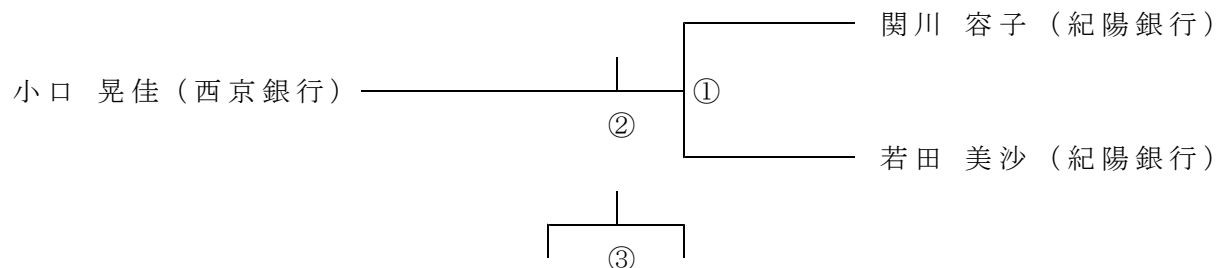 関川 容子 (紀陽銀行)
小口 晃佳 (西京銀行)
①
②
若田 美沙 (紀陽銀行)
③